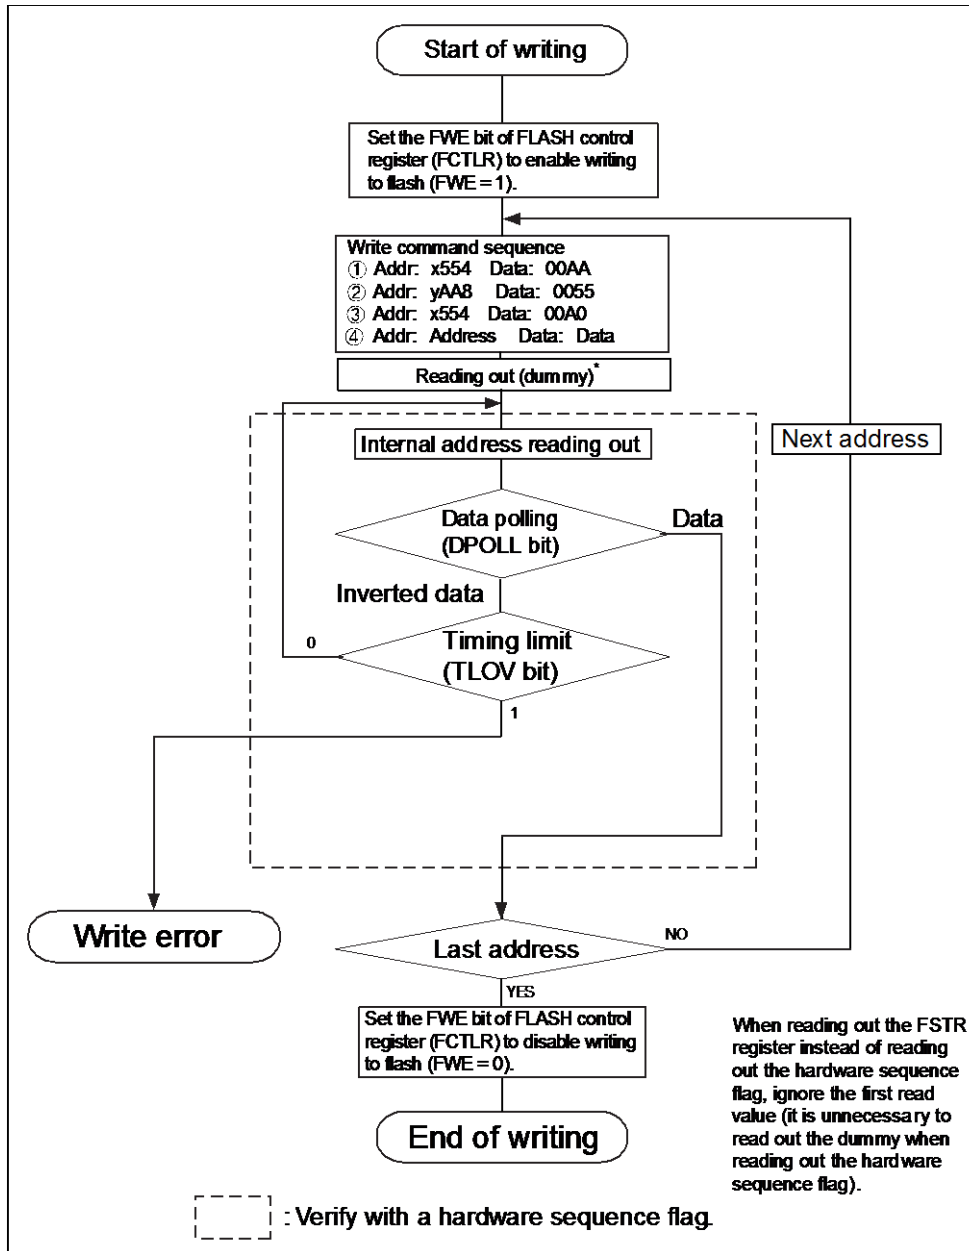 Start of writing
Set the FWE bit of FLASH control
register (FCTLR) to enable writing
to flash (FWE = 1).
Write command sequence
① Addr: x554 Data: 00AA
② Addr: yAA8 Data: 0055
③ Addr: x554 Data: 00A0
④ Addr: Address Data: Data
Reading out (dummy)*
Internal address reading out
Next address
Data polling
(DPOLL bit)
Data
Inverted data
Timing limit
(TLOV bit)
0
1
Write error
Last address
NO
YES
Set the FWE bit of FLASH control
register (FCTLR) to disable writing
to flash (FWE = 0).
End of writing
When reading out the FSTR
register instead of reading
out the hardware sequence
flag, ignore the first read
value (it is unnecessary to
read out the dummy when
reading out the hardware
sequence flag).
: Verify with a hardware sequence flag.